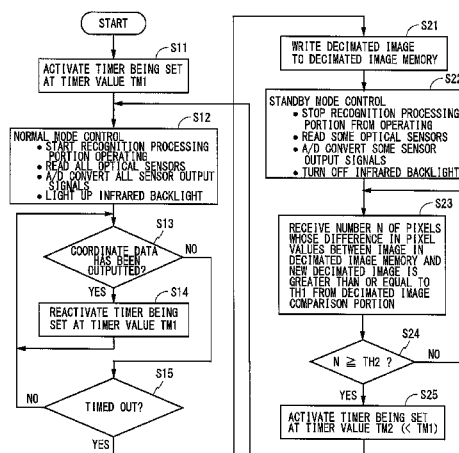 START
S11
ACTIVATE TIMER BEING SET
AT TIMER VALUE TM1
S12
NORMAL MODE CONTROL
• START RECOGNITION PROCESSING
PORTION OPERATING
• READ ALL OPTICAL SENSORS
• A/D CONVERT ALL SENSOR OUTPUT
SIGNALS
• LIGHT UP INFRARED BACKLIGHT
S13
COORDINATE DATA
HAS BEEN
OUTPUTTED?
NO
YES
S14
REACTIVATE TIMER BEING
SET AT TIMER VALUE TM1
S15
NO
TIMED OUT?
YES
S21
WRITE DECIMATED IMAGE
TO DECIMATED IMAGE MEMORY
S22
STANDBY MODE CONTROL
• STOP RECOGNITION PROCESSING
PORTION FROM OPERATING
• READ SOME OPTICAL SENSORS
• A/D CONVERT SOME SENSOR
OUTPUT SIGNALS
• TURN OFF INFRARED BACKLIGHT
S23
RECEIVE NUMBER N OF PIXELS
WHOSE DIFFERENCE IN PIXEL
VALUES BETWEEN IMAGE IN
DECIMATED IMAGE MEMORY AND
NEW DECIMATED IMAGE IS
GREATER THAN OR EQUAL TO
TH1 FROM DECIMATED IMAGE
COMPARISON PORTION
S24
N ≧ TH2 ?
NO
YES
S25
ACTIVATE TIMER BEING SET
AT TIMER VALUE TM2 (< TM1)